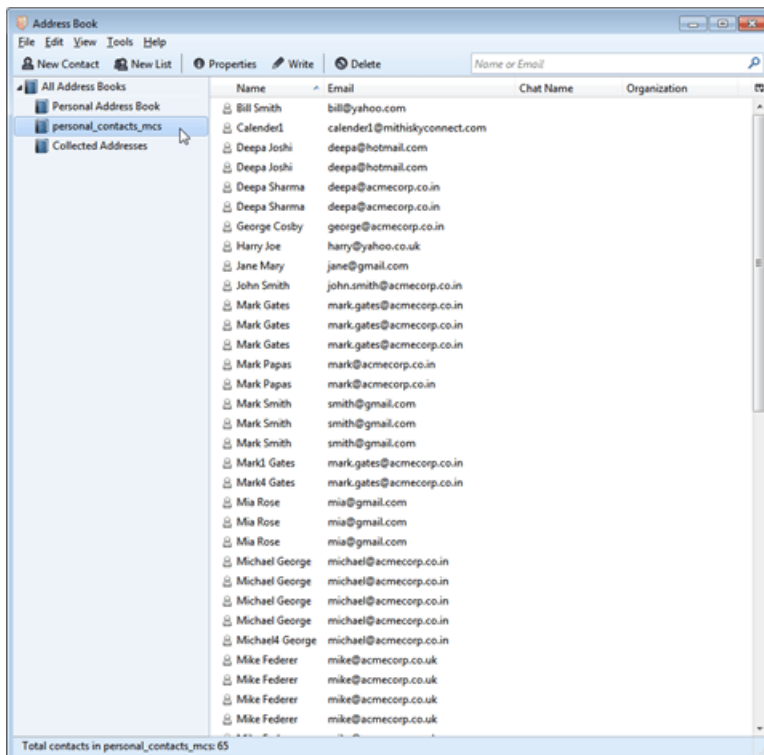 Address Book
File Edit View Tools Help
New Contact New List Properties Write Delete Name or Email
All Address Books
Personal Address Book
personal_contacts_mcs
Collected Addresses
Name Email Chat Name Organization
Bill Smith bill@yahoo.com
Calender1 calender1@mithiskyconnect.com
Deepa Joshi deepa@hotmail.com
Deepa Joshi deepa@hotmail.com
Deepa Sharma deepa@acmecorp.co.in
Deepa Sharma deepa@acmecorp.co.in
George Cosby george@acmecorp.co.in
Harry Joe harry@yahoo.co.uk
Jane Mary jane@gmail.com
John Smith john.smith@acmecorp.co.in
Mark Gates mark.gates@acmecorp.co.in
Mark Gates mark.gates@acmecorp.co.in
Mark Gates mark.gates@acmecorp.co.in
Mark Papas mark@acmecorp.co.in
Mark Papas mark@acmecorp.co.in
Mark Smith smith@gmail.com
Mark Smith smith@gmail.com
Mark Smith smith@gmail.com
Mark1 Gates mark.gates@acmecorp.co.in
Mark4 Gates mark.gates@acmecorp.co.in
Mia Rose mia@gmail.com
Mia Rose mia@gmail.com
Mia Rose mia@gmail.com
Michael George michael@acmecorp.co.in
Michael George michael@acmecorp.co.in
Michael George michael@acmecorp.co.in
Michael George michael@acmecorp.co.in
Michael4 George michael@acmecorp.co.in
Mike Federer mike@acmecorp.co.uk
Mike Federer mike@acmecorp.co.uk
Mike Federer mike@acmecorp.co.uk
Mike Federer mike@acmecorp.co.uk
Total contacts in personal_contacts_mcs: 65